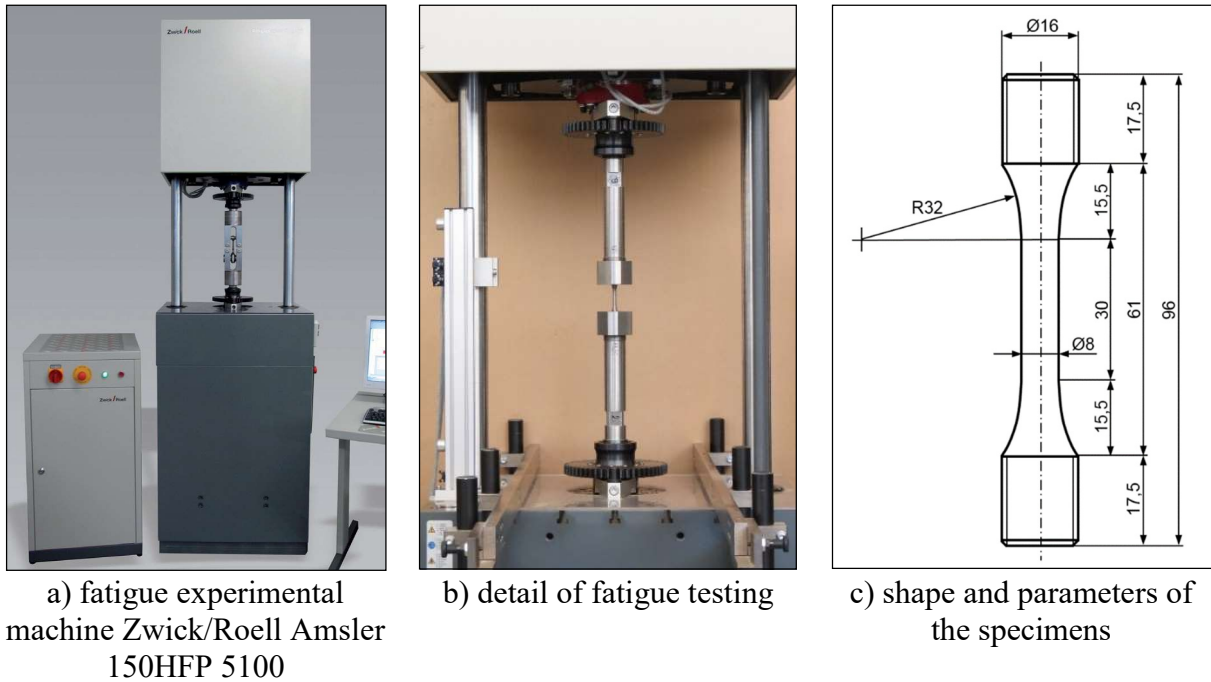 Zwick / Roell
Zwick / Roell
Ø16
17,5
15,5
R32
30
61
96
Ø8
15,5
17,5
a) fatigue experimental
machine Zwick/Roell Amsler
150HFP 5100
b) detail of fatigue testing
c) shape and parameters of
the specimens